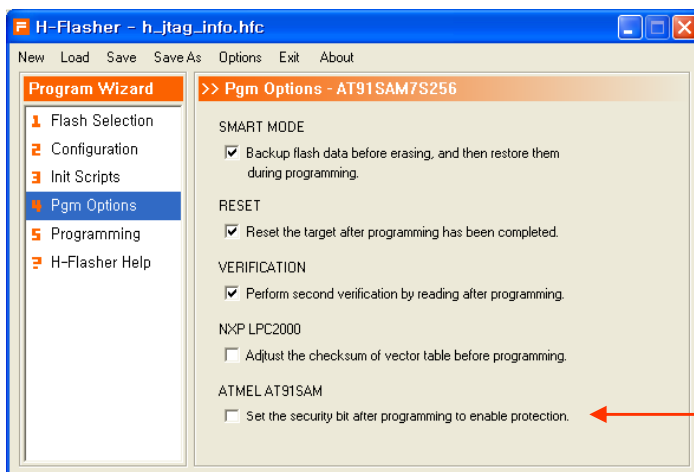 H-Flasher - h_jtag_info.hfc
New Load Save Save As Options Exit About
Program Wizard
1 Flash Selection
2 Configuration
3 Init Scripts
4 Pgm Options
5 Programming
? H-Flasher Help
>> Pgm Options - AT91SAM7S256
SMART MODE
Backup flash data before erasing, and then restore them
during programming.
RESET
Reset the target after programming has been completed.
VERIFICATION
Perform second verification by reading after programming.
NXP LPC2000
Adjtust the checksum of vector table before programming.
ATMEL AT91SAM
Set the security bit after programming to enable protection.